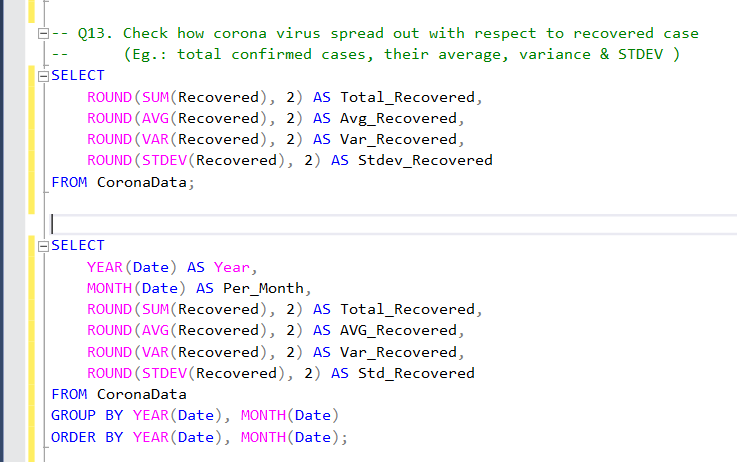 -- Q13. Check how corona virus spread out with respect to recovered case
--      (Eg.: total confirmed cases, their average, variance & STDEV )
SELECT
    ROUND(SUM(Recovered), 2) AS Total_Recovered,
    ROUND(AVG(Recovered), 2) AS Avg_Recovered,
    ROUND(VAR(Recovered), 2) AS Var_Recovered,
    ROUND(STDEV(Recovered), 2) AS Stdev_Recovered
FROM CoronaData;
SELECT
    YEAR(Date) AS Year,
    MONTH(Date) AS Per_Month,
    ROUND(SUM(Recovered), 2) AS Total_Recovered,
    ROUND(AVG(Recovered), 2) AS AVG_Recovered,
    ROUND(VAR(Recovered), 2) AS Var_Recovered,
    ROUND(STDEV(Recovered), 2) AS Std_Recovered
FROM CoronaData
GROUP BY YEAR(Date), MONTH(Date)
ORDER BY YEAR(Date), MONTH(Date);